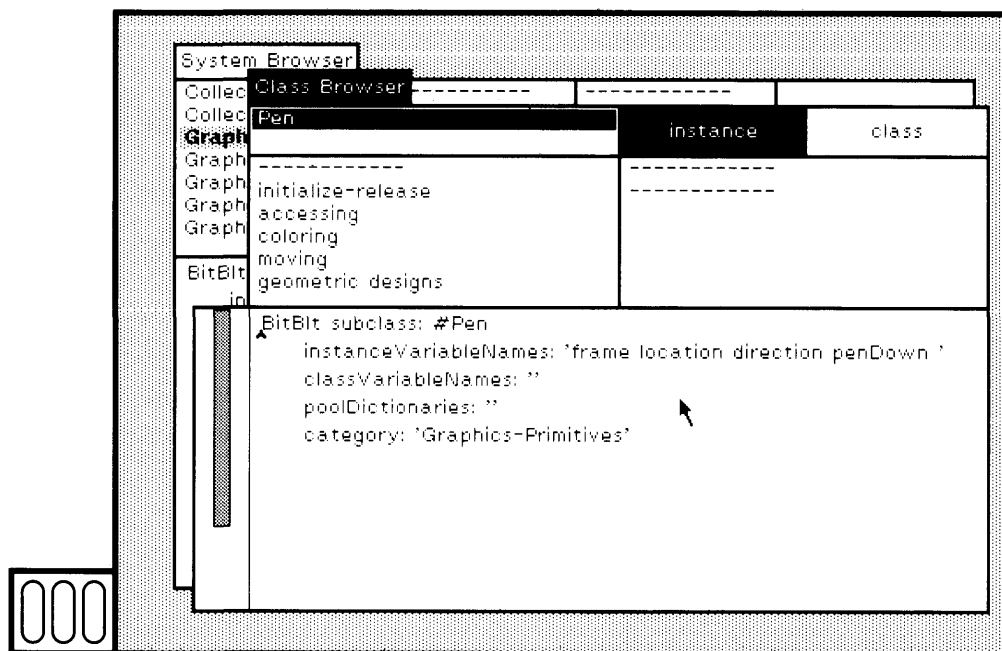 System Browser
Collec
Class Browser
----------
------------
Collec
Pen
instance
class
Graph
Graph
Graph
Graph
Graph
------------
initialize-release
accessing
coloring
moving
geometric designs
------------
------------
BitBlt
in
BitBlt subclass: #Pen
instanceVariableNames: 'frame location direction penDown '
classVariableNames: ''
poolDictionaries: ''
category: 'Graphics-Primitives'